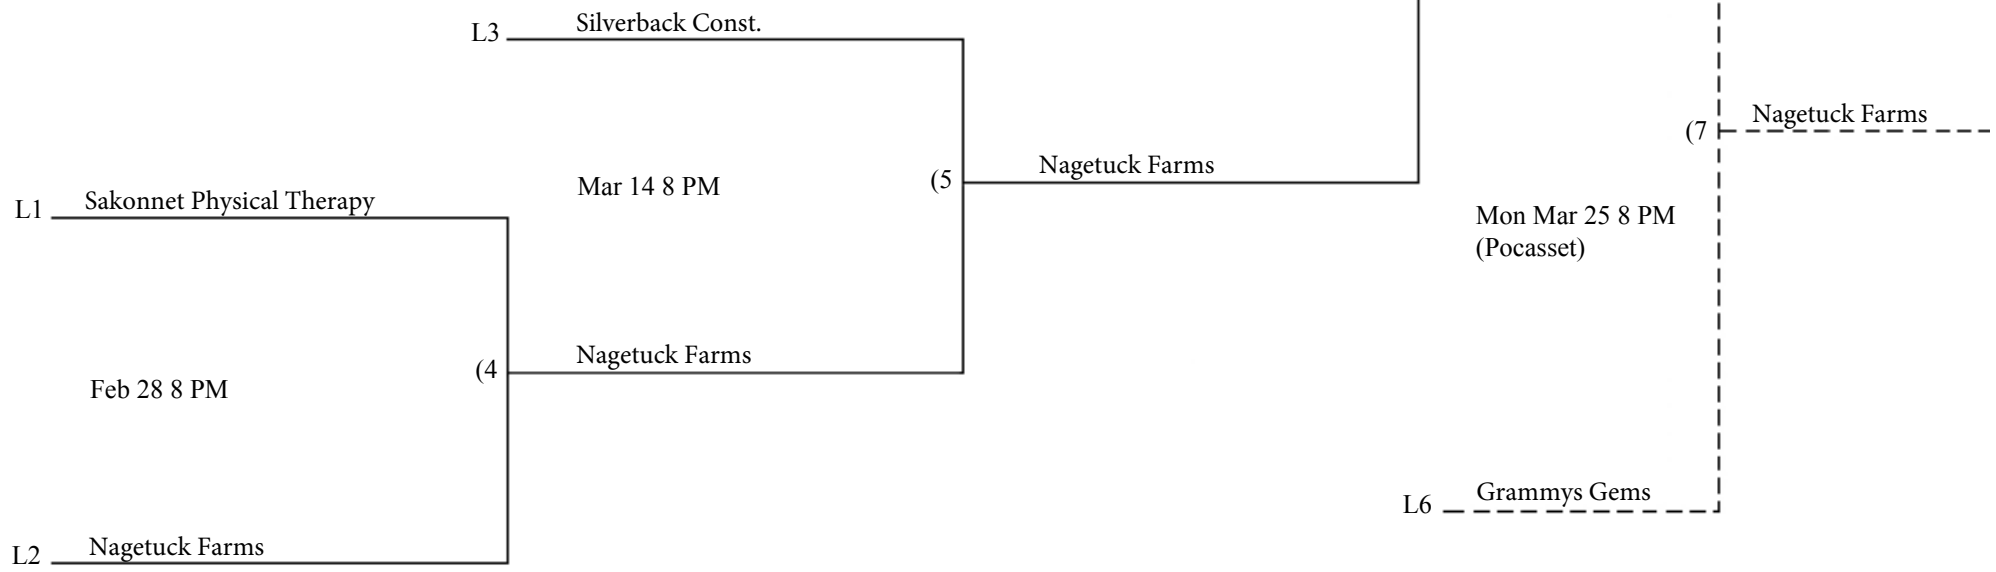 L3
Silverback Const.
Nagetuck Farms
(7
Nagetuck Farms
(5
Mar 14 8 PM
L1
Sakonnet Physical Therapy
Mon Mar 25 8 PM
(Pocasset)
Nagetuck Farms
(4
Feb 28 8 PM
Grammys Gems
L6
Nagetuck Farms
L2